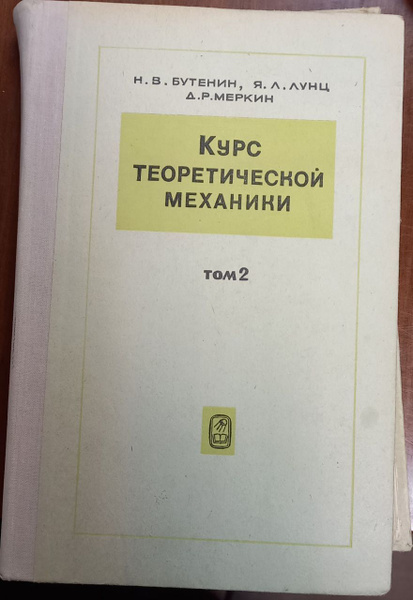 Н. В. БУТЕНИН, Я. Л. ЛУНЦ
Д. Р. МЕРКИН
КУРС
ТЕОРЕТИЧЕСКОЙ
МЕХАНИКИ
том 2